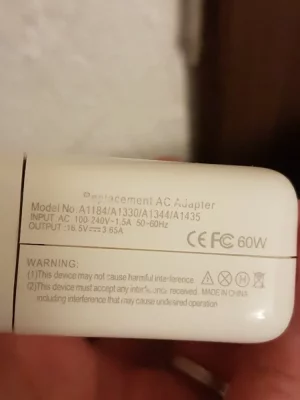 Replacement AC Adapter
Model No: A1184/A1330/A1344/A1435
INPUT: AC 100-240V~1.5A 50-60Hz
OUTPUT :16.5V⎓3.65A
CE FC 60W
WARNING:
(1)This device may not cause harmful interference
(2)This device must accept any received. MADE IN CHINA
including interference that may cause undesired operation